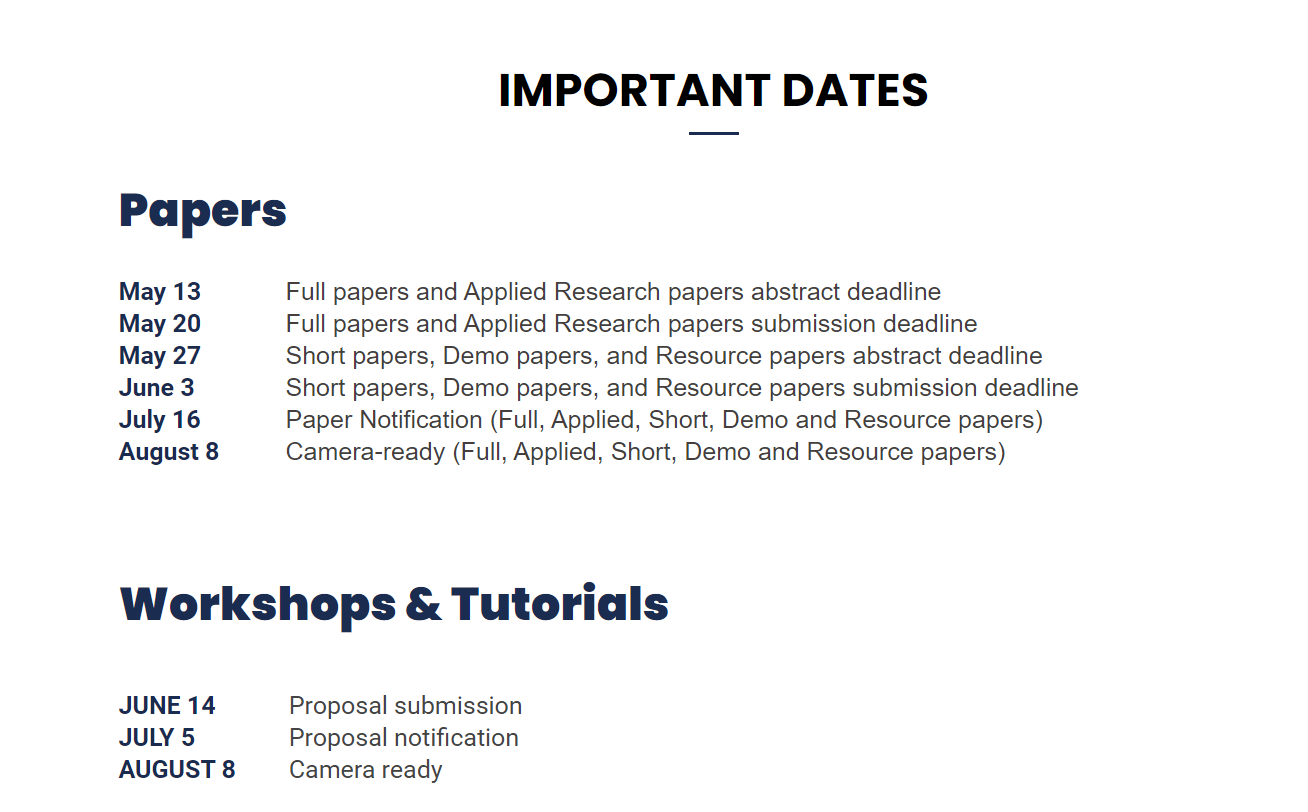 IMPORTANT DATES
Papers
May 13 Full papers and Applied Research papers abstract deadline
May 20 Full papers and Applied Research papers submission deadline
May 27 Short papers, Demo papers, and Resource papers abstract deadline
June 3 Short papers, Demo papers, and Resource papers submission deadline
July 16 Paper Notification (Full, Applied, Short, Demo and Resource papers)
August 8 Camera-ready (Full, Applied, Short, Demo and Resource papers)
Workshops & Tutorials
JUNE 14 Proposal submission
JULY 5 Proposal notification
AUGUST 8 Camera ready